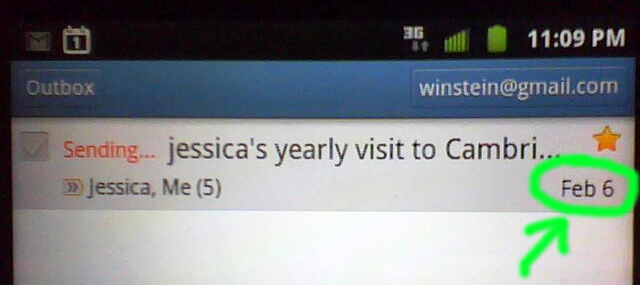 1 3G 11:09 PM
Outbox winstein@gmail.com
Sending... jessica's yearly visit to Cambri...
Jessica, Me (5) Feb 6